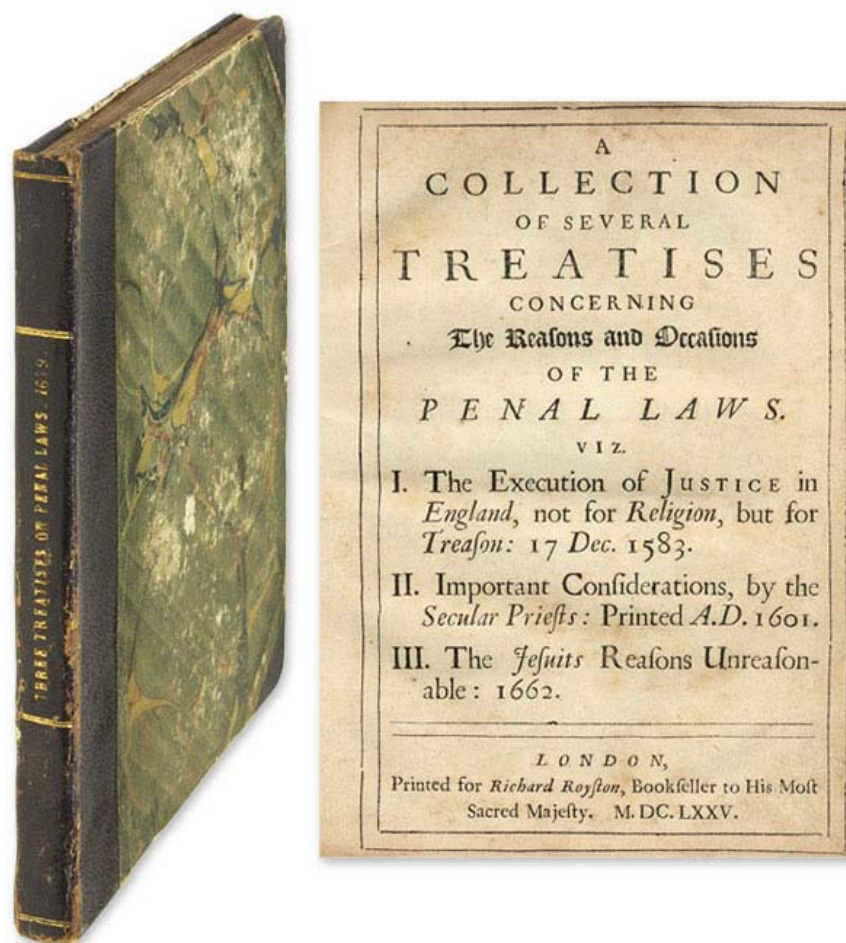 THREE TREATISES ON PENAL LAWS. 1679.
A
COLLECTION
OF SEVERAL
TREATISES
CONCERNING
The Reaſons and Occaſions
OF THE
PENAL LAWS.
VIZ.
I. The Execution of JUSTICE in
England, not for Religion, but for
Treaſon: 17 Dec. 1583.
II. Important Conſiderations, by the
Secular Prieſts: Printed A.D. 1601.
III. The Jeſuits Reaſons Unreaſon-
able: 1662.
LONDON,
Printed for Richard Royſton, Bookſeller to His Moſt
Sacred Majeſty. M. DC. LXXV.